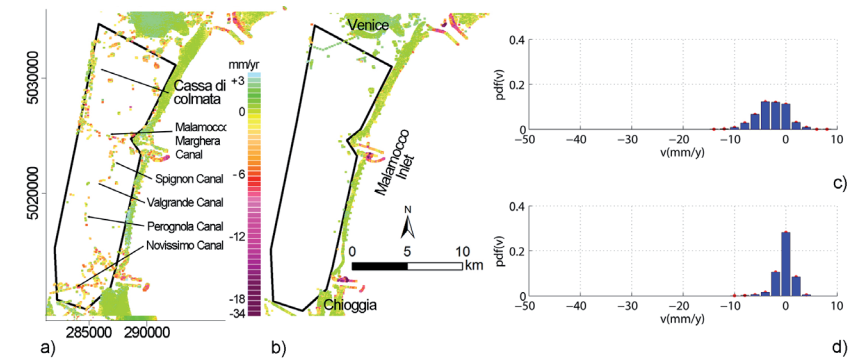 mm/yr
+3
0
-6
-12
-18
-34
5030000
5020000
285000 290000
Cassa di
colmata
Malamocco
Marghera
Canal
Spignon Canal
Valgrande Canal
Perognola Canal
Novissimo Canal
a)
Venice
Malamocco
Inlet
N
0 5 10
km
Chioggia
b)
0.4
0.2
0
pdf(v)
−50 −40 −30 −20 −10 0 10
v(mm/y)
c)
0.4
0.2
0
pdf(v)
−50 −40 −30 −20 −10 0 10
v(mm/y)
d)